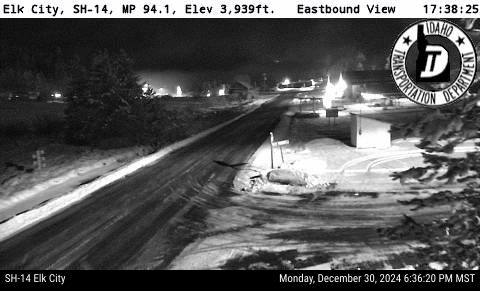 Elk City, SH-14, MP 94.1, Elev 3,939ft. Eastbound View 17:38:25
IDAHO
TRANSPORTATION DEPARTMENT
SH-14 Elk City Monday, December 30, 2024 6:36:20 PM MST